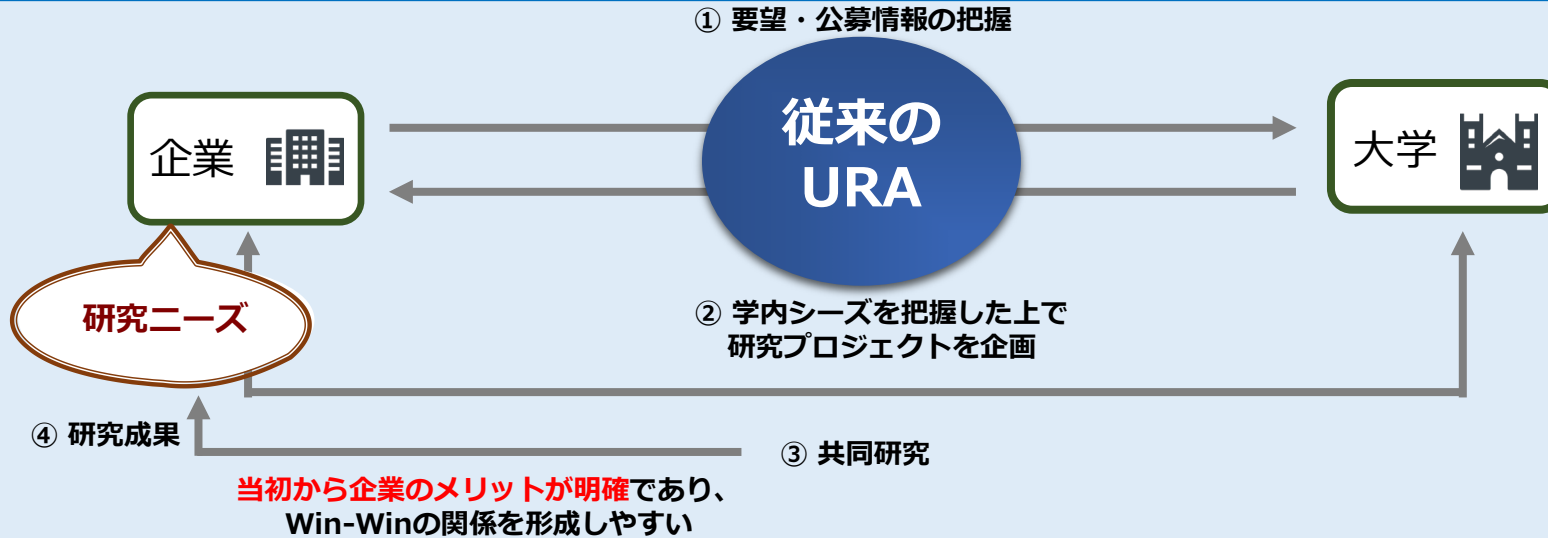 ① 要望・公募情報の把握
企業
従来の
URA
大学
研究ニーズ
② 学内シーズを把握した上で
研究プロジェクトを企画
④ 研究成果
③ 共同研究
当初から企業のメリットが明確であり、
Win-Winの関係を形成しやすい